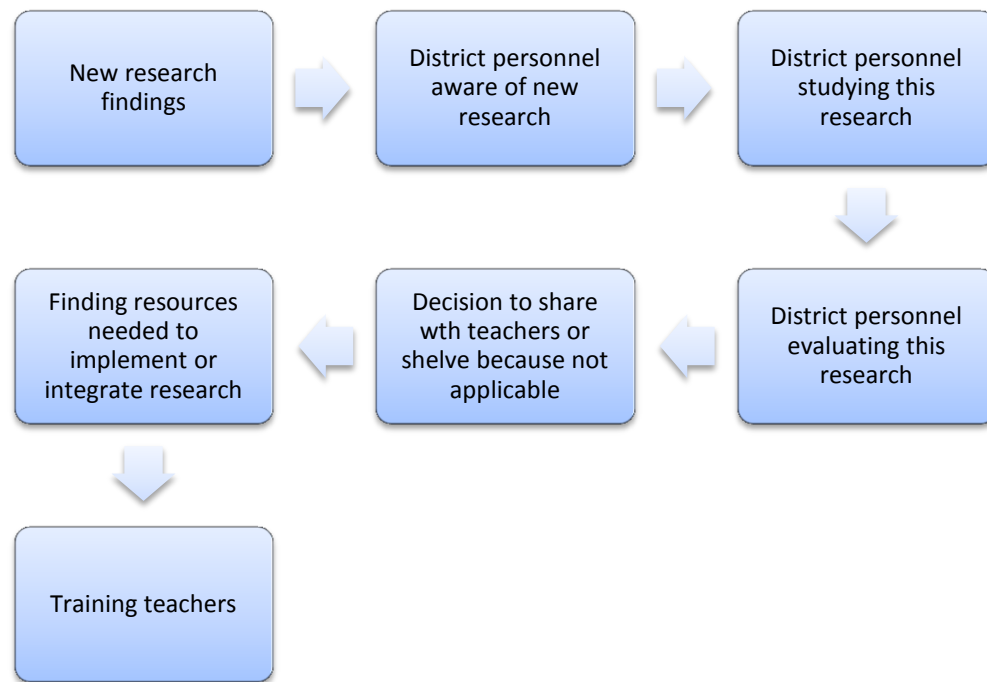 New research
findings
District personnel
aware of new
research
District personnel
studying this
research
District personnel
evaluating this
research
Decision to share
wth teachers or
shelve because not
applicable
Finding resources
needed to
implement or
integrate research
Training teachers